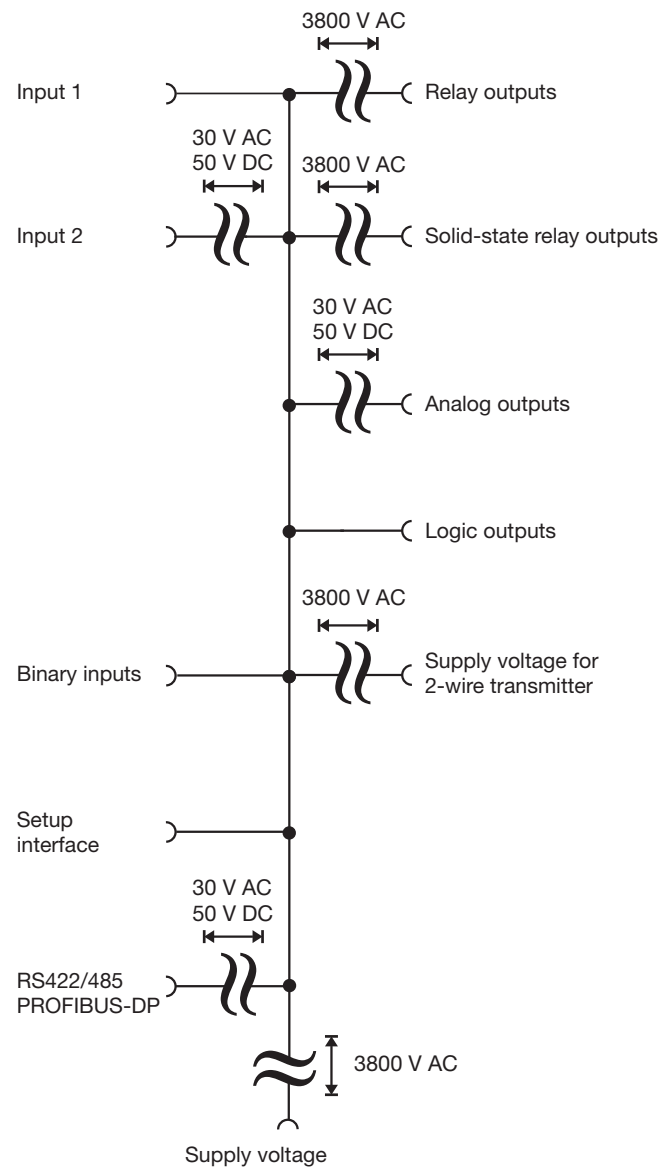 3800 V AC
Input 1
Relay outputs
30 V AC
50 V DC
3800 V AC
Input 2
Solid-state relay outputs
30 V AC
50 V DC
Analog outputs
Logic outputs
3800 V AC
Binary inputs
Supply voltage for
2-wire transmitter
Setup
interface
30 V AC
50 V DC
RS422/485
PROFIBUS-DP
3800 V AC
Supply voltage